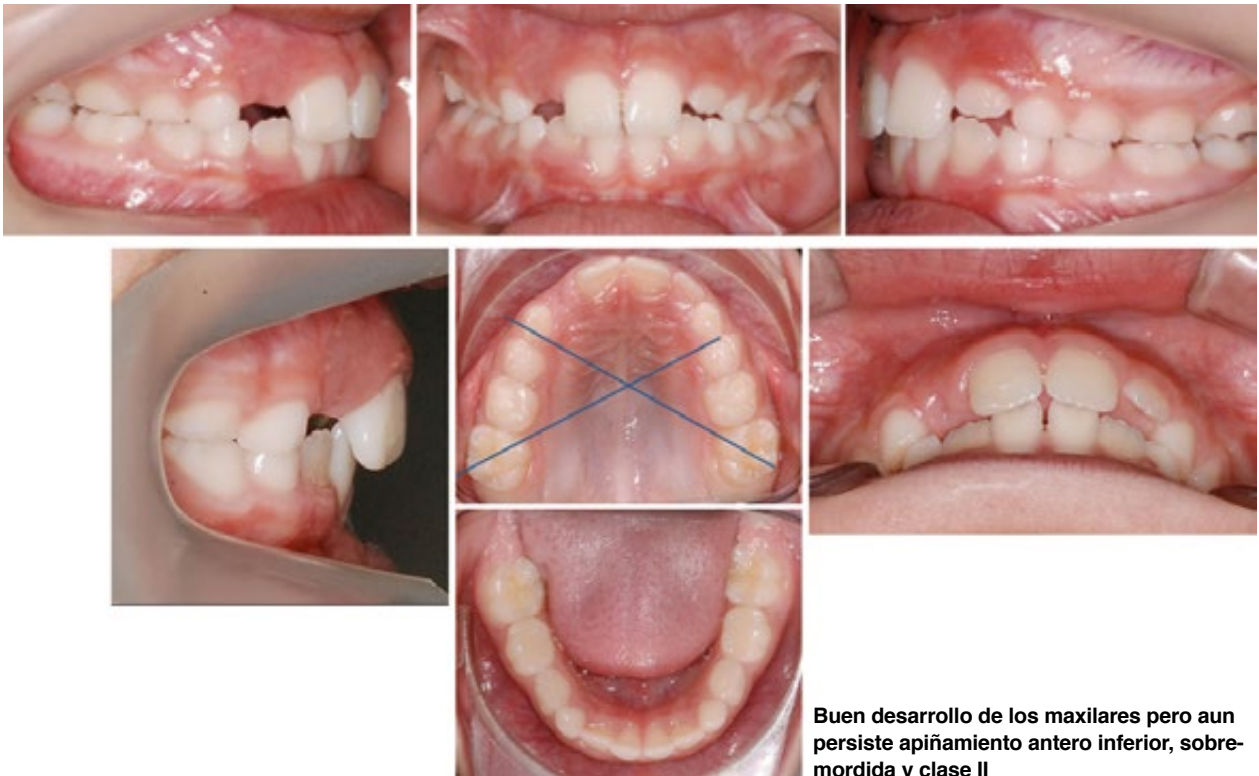 Buen desarrollo de los maxilares pero aun
persiste apiñamiento antero inferior, sobre-
mordida y clase II